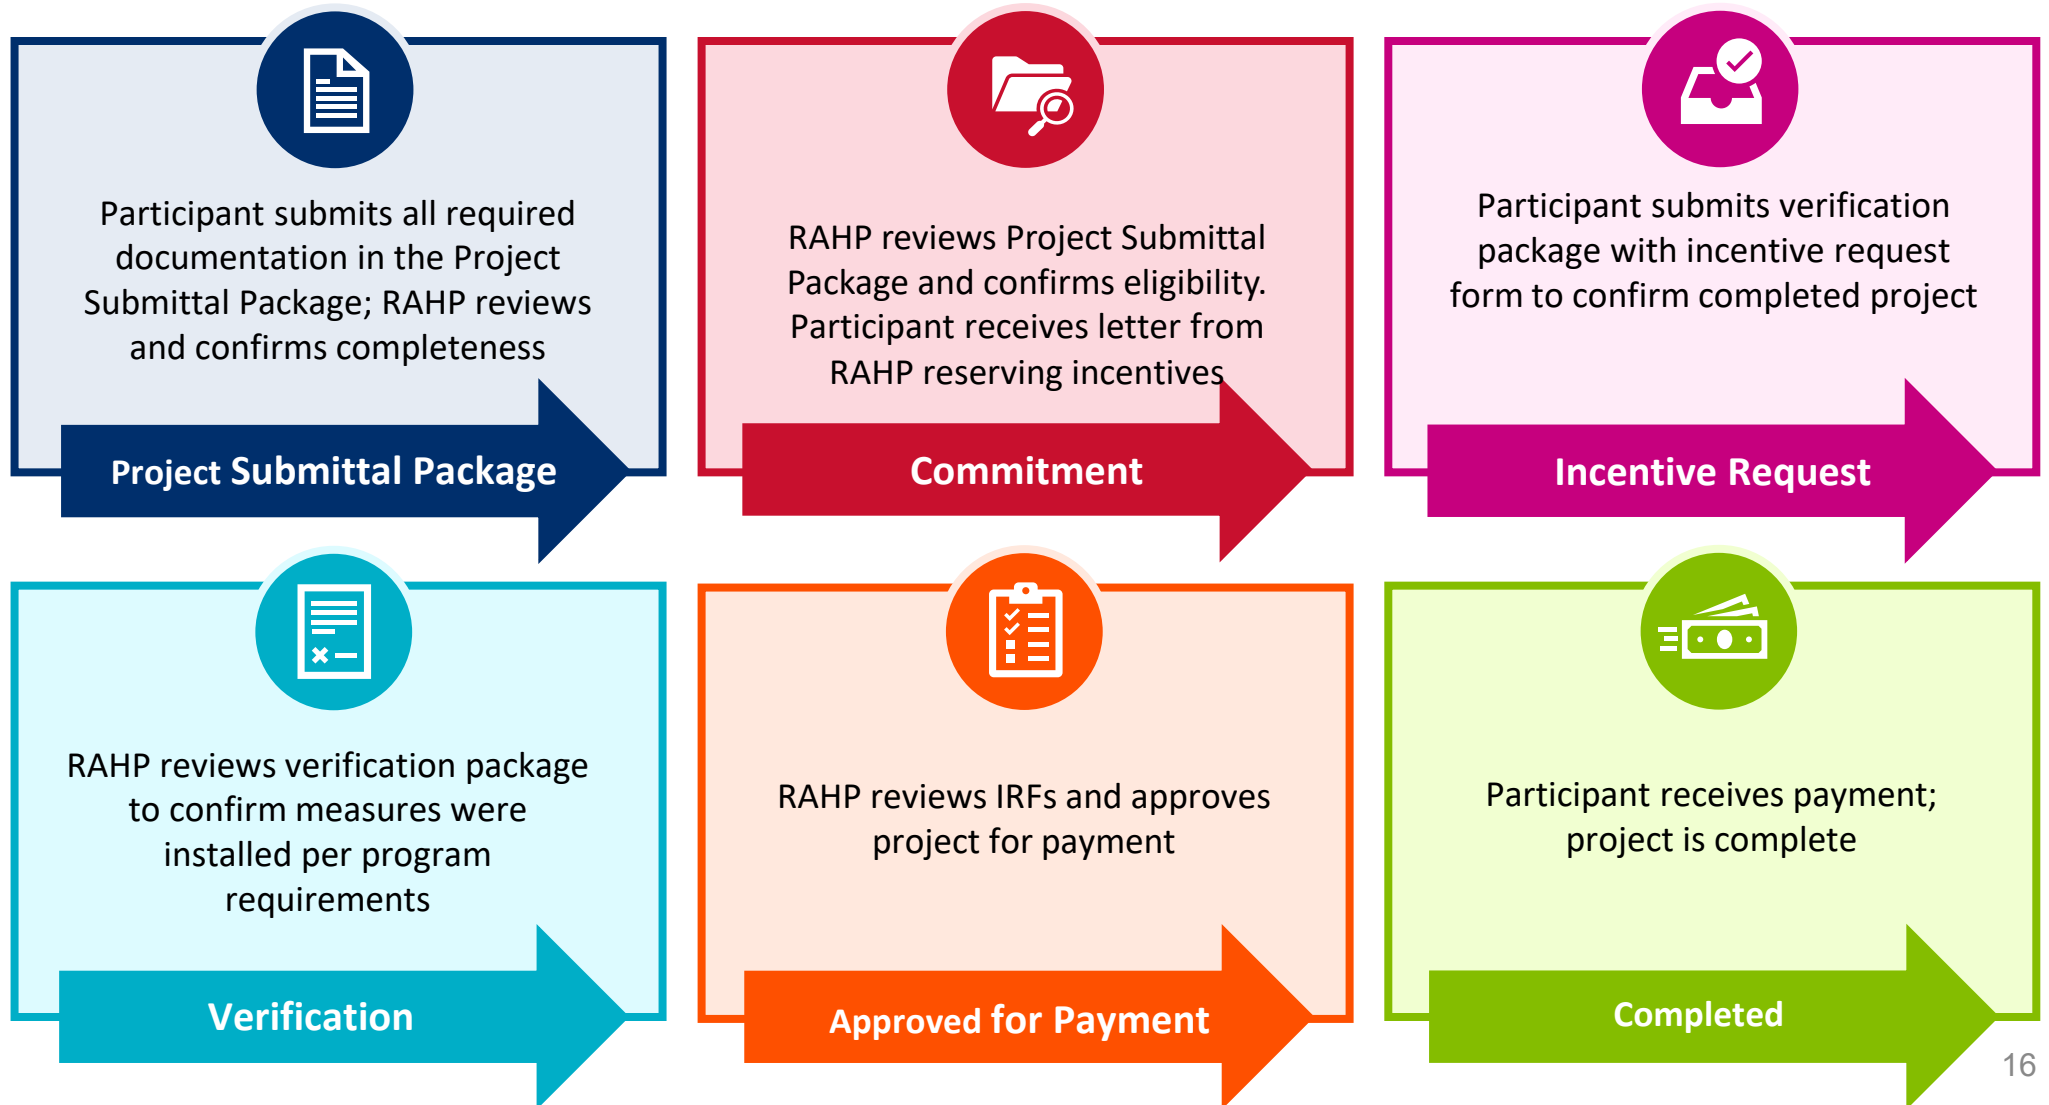 Participant submits all required
documentation in the Project
Submittal Package; RAHP reviews
and confirms completeness
Project Submittal Package
RAHP reviews Project Submittal
Package and confirms eligibility.
Participant receives letter from
RAHP reserving incentives
Commitment
Participant submits verification
package with incentive request
form to confirm completed project
Incentive Request
RAHP reviews verification package
to confirm measures were
installed per program
requirements
Verification
RAHP reviews IRFs and approves
project for payment
Approved for Payment
Participant receives payment;
project is complete
Completed
16